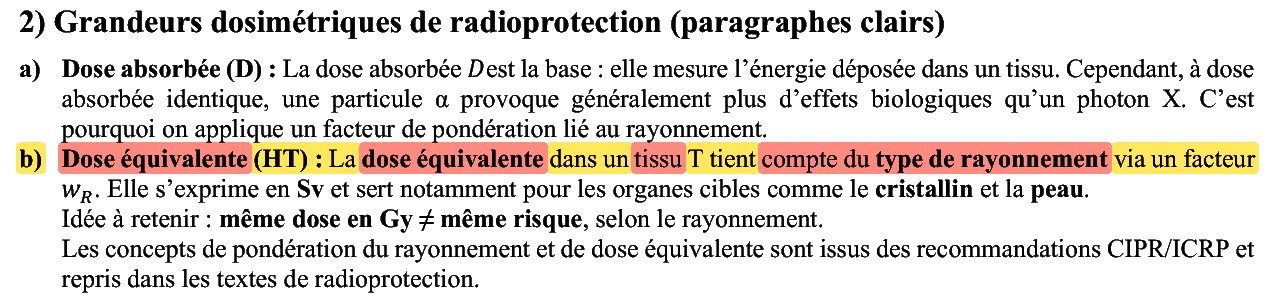 2) Grandeurs dosimétriques de radioprotection (paragraphes clairs)
a) Dose absorbée (D) : La dose absorbée Dest la base : elle mesure l’énergie déposée dans un tissu. Cependant, à dose
absorbée identique, une particule α provoque généralement plus d’effets biologiques qu’un photon X. C’est
pourquoi on applique un facteur de pondération lié au rayonnement.
b) Dose équivalente (HT) : La dose équivalente dans un tissu T tient compte du type de rayonnement via un facteur
wR. Elle s’exprime en Sv et sert notamment pour les organes cibles comme le cristallin et la peau.
Idée à retenir : même dose en Gy ≠ même risque, selon le rayonnement.
Les concepts de pondération du rayonnement et de dose équivalente sont issus des recommandations CIPR/ICRP et
repris dans les textes de radioprotection.